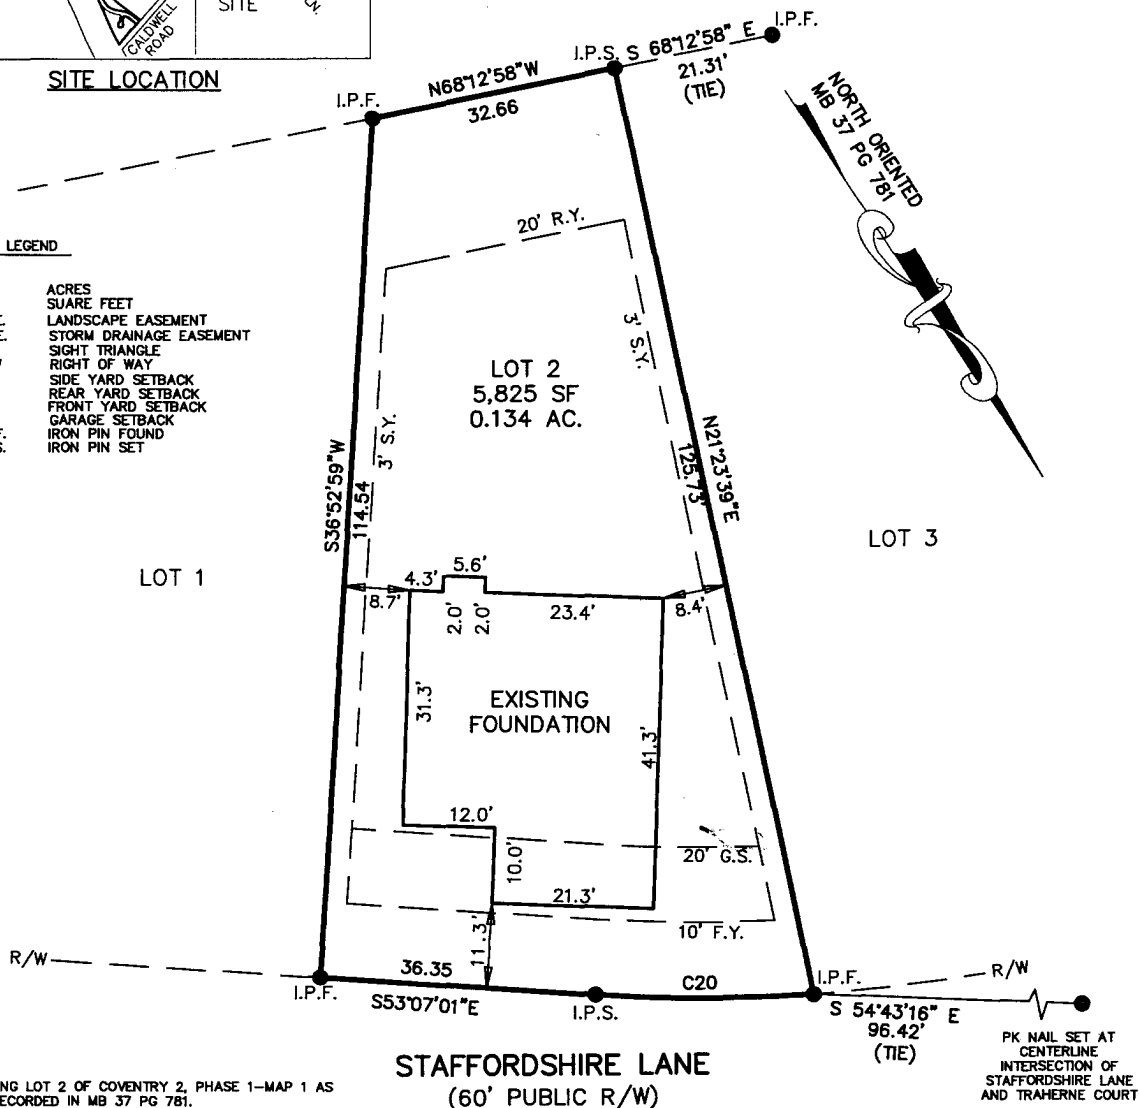 SITE
LN.
CALDWELL
ROAD
SITE LOCATION
I.P.F.
S 68°12'58" E
21.31'
(TIE)
I.P.S.
N68°12'58"W
32.66
I.P.F.
NORTH ORIENTED
MB 37 PG 781
LEGEND
ACRES
SUARE FEET
LANDSCAPE EASEMENT
STORM DRAINAGE EASEMENT
SIGHT TRIANGLE
RIGHT OF WAY
SIDE YARD SETBACK
REAR YARD SETBACK
FRONT YARD SETBACK
GARAGE SETBACK
F. IRON PIN FOUND
S. IRON PIN SET
20' R.Y.
3' S.Y.
LOT 2
5,825 SF
0.134 AC.
3' S.Y.
S36°52'59"W
114.54
N21°23'39"E
125.73'
LOT 3
LOT 1
5.6'
4.3'
8.7'
2.0'
2.0'
23.4'
8.4'
EXISTING
FOUNDATION
31.3'
41.3'
12.0'
10.0'
20' G.S.
21.3'
10' F.Y.
11.3'
R/W
36.35
C20
I.P.F.
R/W
I.P.F.
S53°07'01"E
I.P.S.
S 54°43'16" E
96.42'
(TIE)
PK NAIL SET AT
CENTERLINE
INTERSECTION OF
STAFFORDSHIRE LANE
AND TRAHERNE COURT
STAFFORDSHIRE LANE
(60' PUBLIC R/W)
NG LOT 2 OF COVENTRY 2, PHASE 1-MAP 1 AS
ECORDED IN MB 37 PG 781.